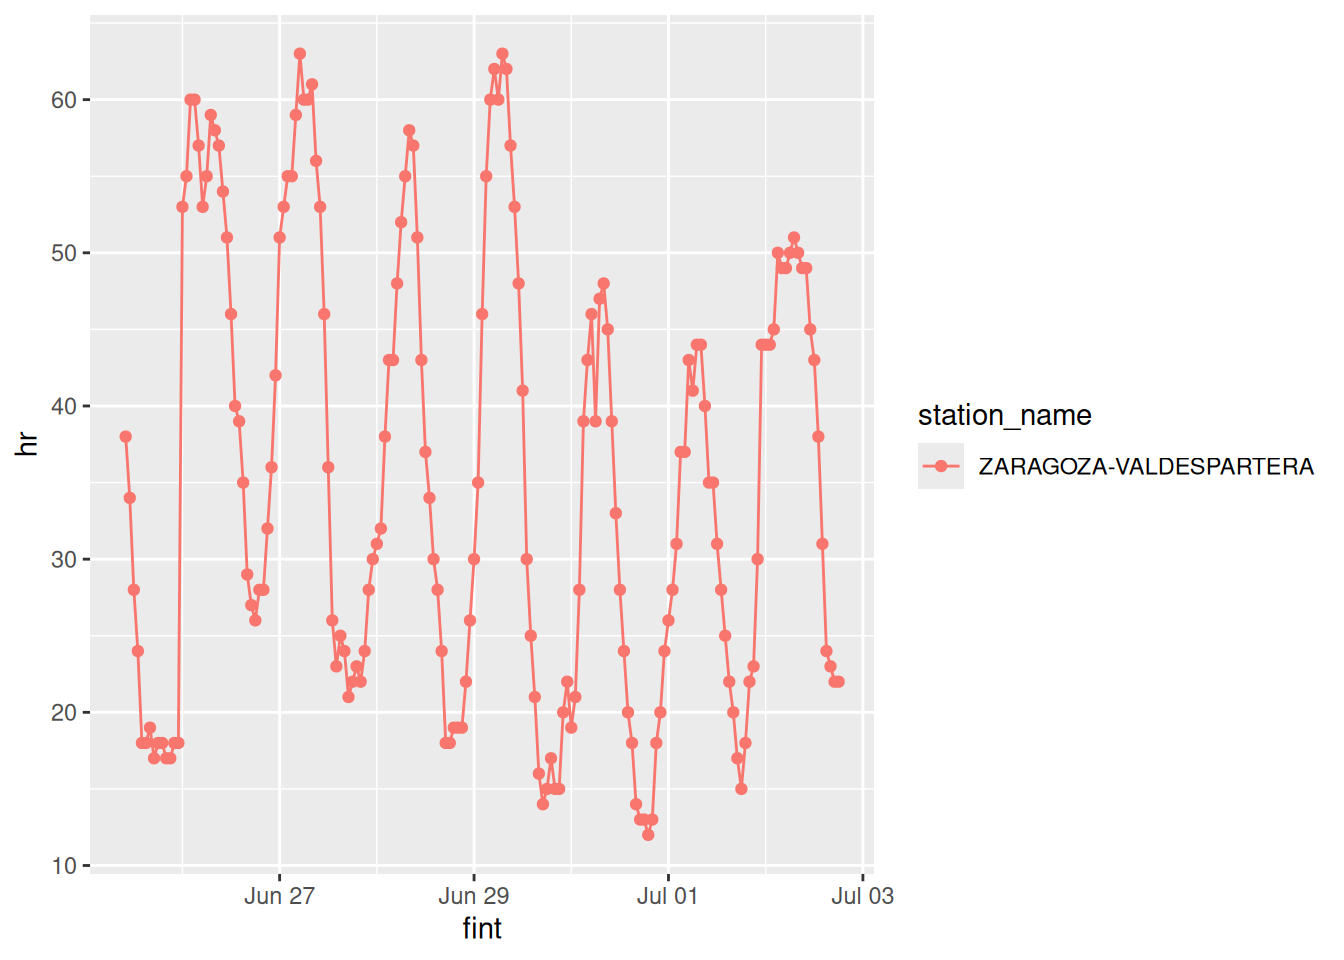 60
50
40
30
20
10
hr
Jun 27
Jun 29
Jul 01
Jul 03
fint
station_name
ZARAGOZA-VALDESPARTERA